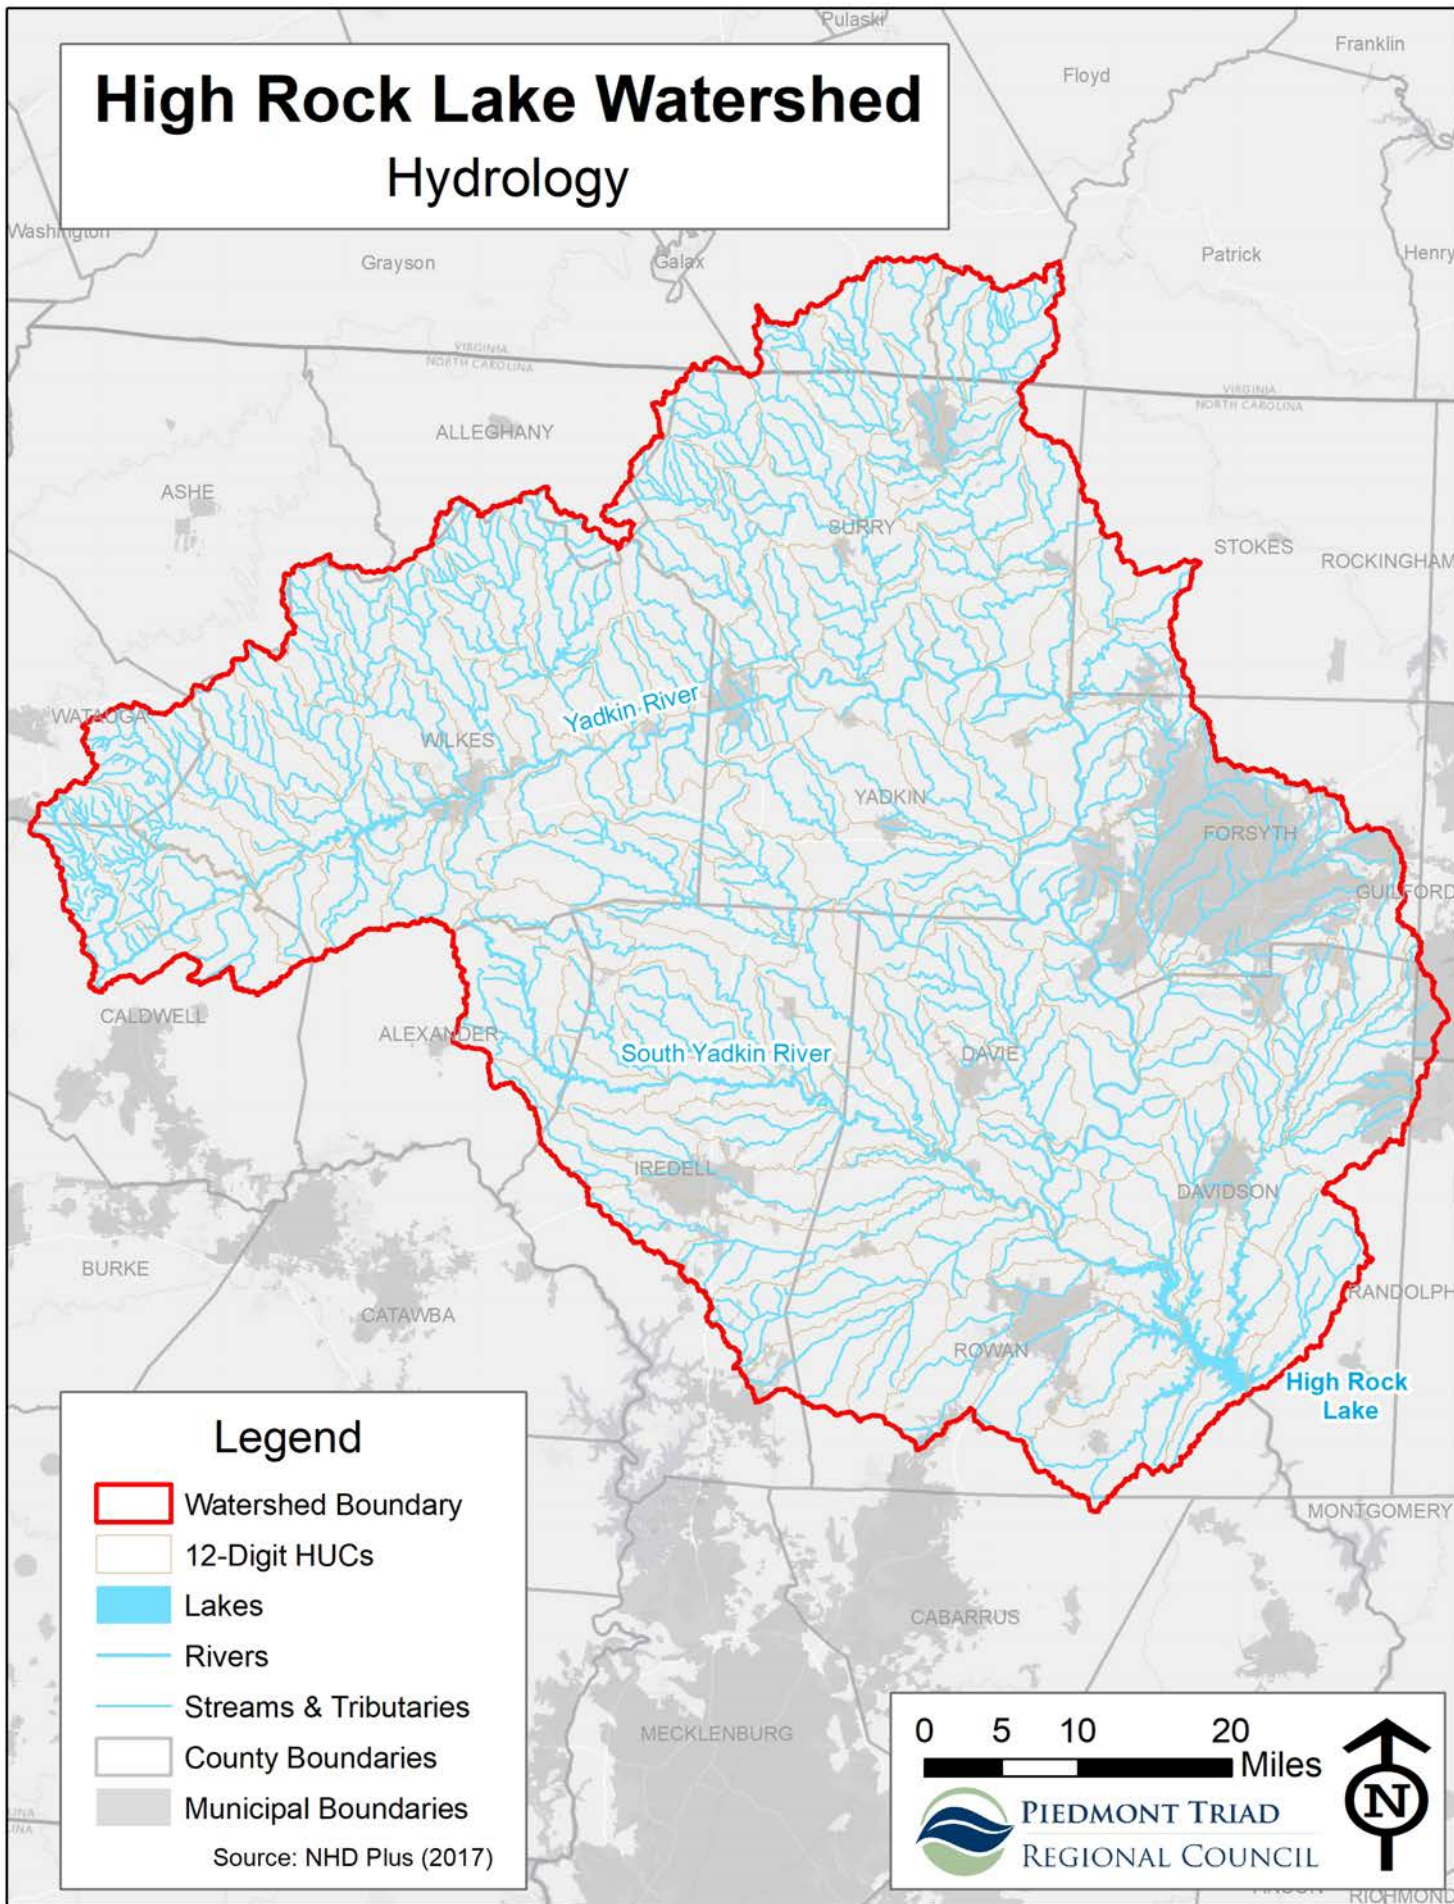 Pulaski
Franklin
Floyd
High Rock Lake Watershed
Hydrology
Washington
Grayson
Galax
Patrick
Henry
VIRGINIA
NORTH CAROLINA
VIRGINIA
NORTH CAROLINA
ALLEGHANY
ASHE
SURRY
STOKES
ROCKINGHAM
Yadkin River
WATAUGA
WILKES
YADKIN
FORSYTH
GUILFORD
CALDWELL
ALEXANDER
South Yadkin River
DAVIE
IREDELL
DAVIDSON
BURKE
RANDOLPH
CATAWBA
ROWAN
High Rock
Lake
Legend
Watershed Boundary
12-Digit HUCs
Lakes
Rivers
Streams & Tributaries
County Boundaries
Municipal Boundaries
Source: NHD Plus (2017)
MONTGOMERY
CABARRUS
MECKLENBURG
0 5 10 20
Miles
N
PIEDMONT TRIAD
REGIONAL COUNCIL